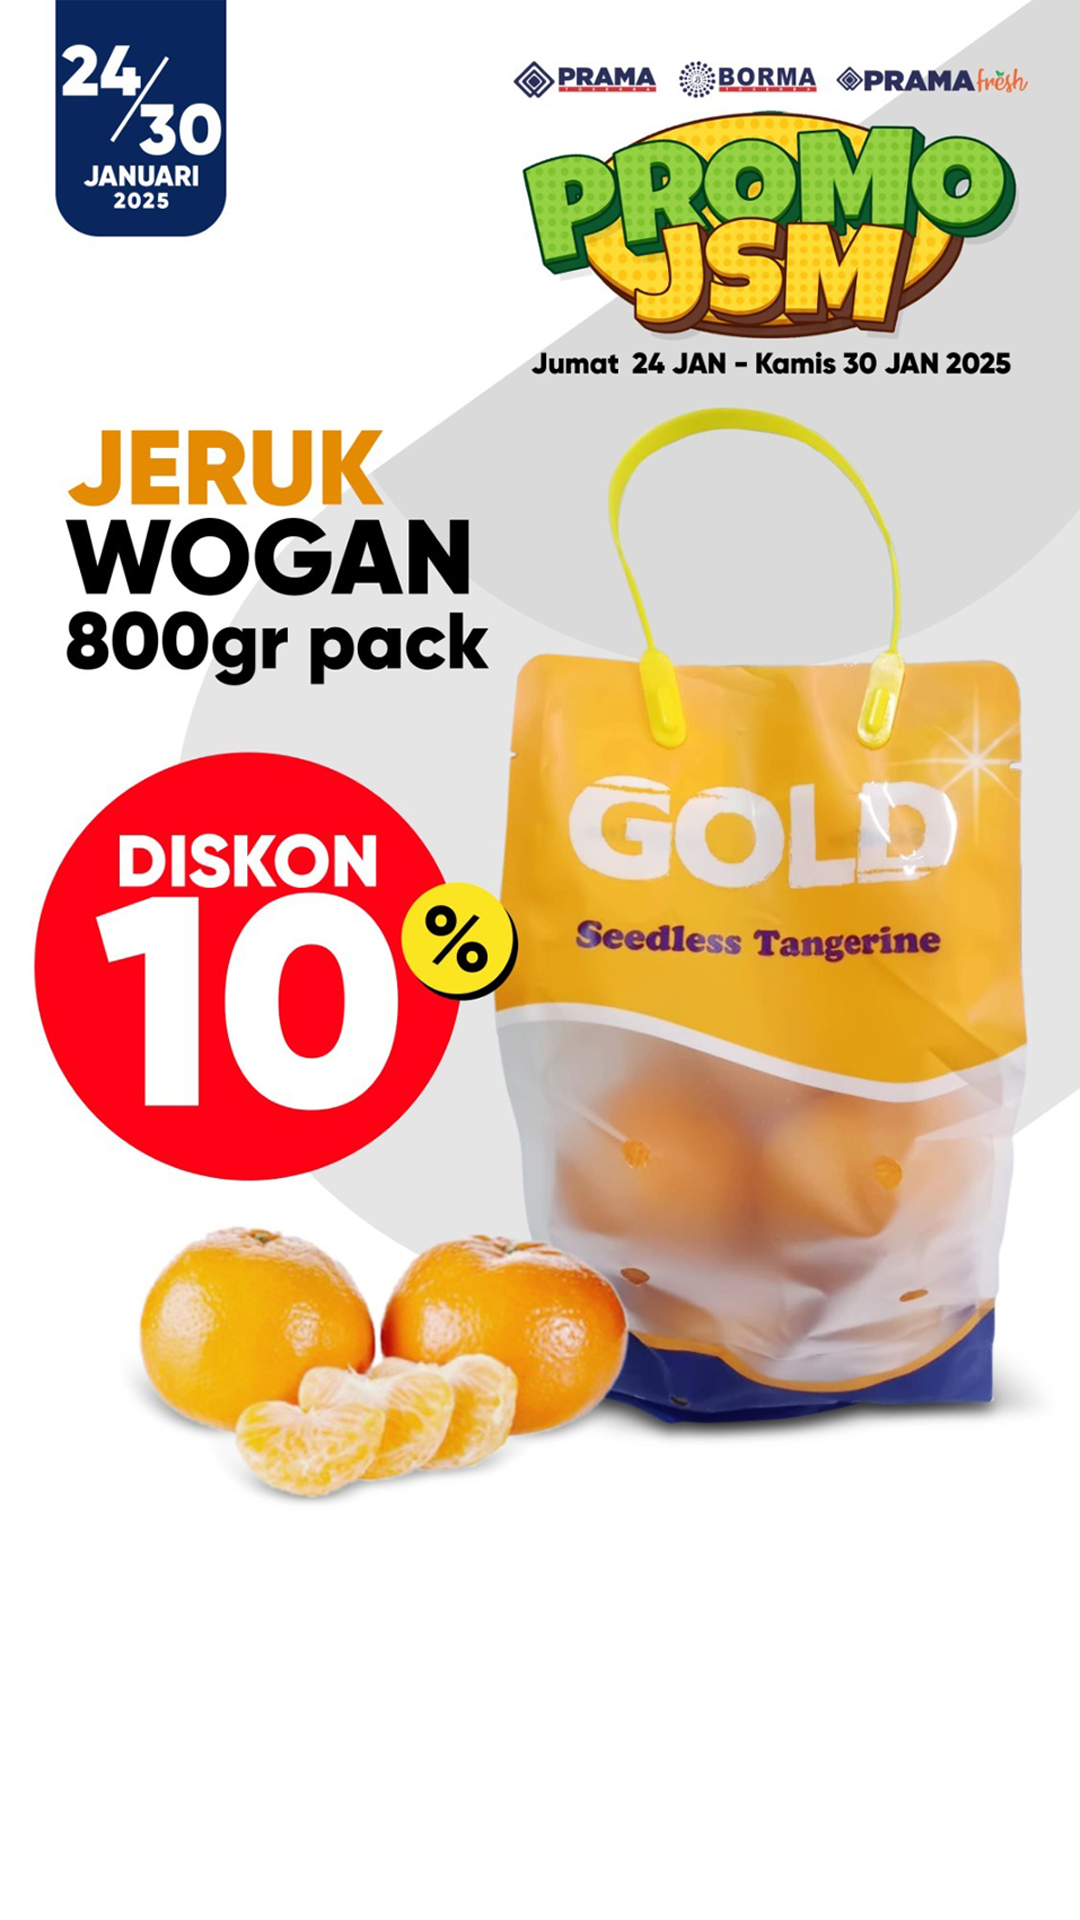 24/30
JANUARI
2025
PRAMA BORMA PRAMA fresh
PROMO
JSM
Jumat 24 JAN - Kamis 30 JAN 2025
JERUK
WOGAN
800gr pack
DISKON
10%
GOLD
Seedless Tangerine